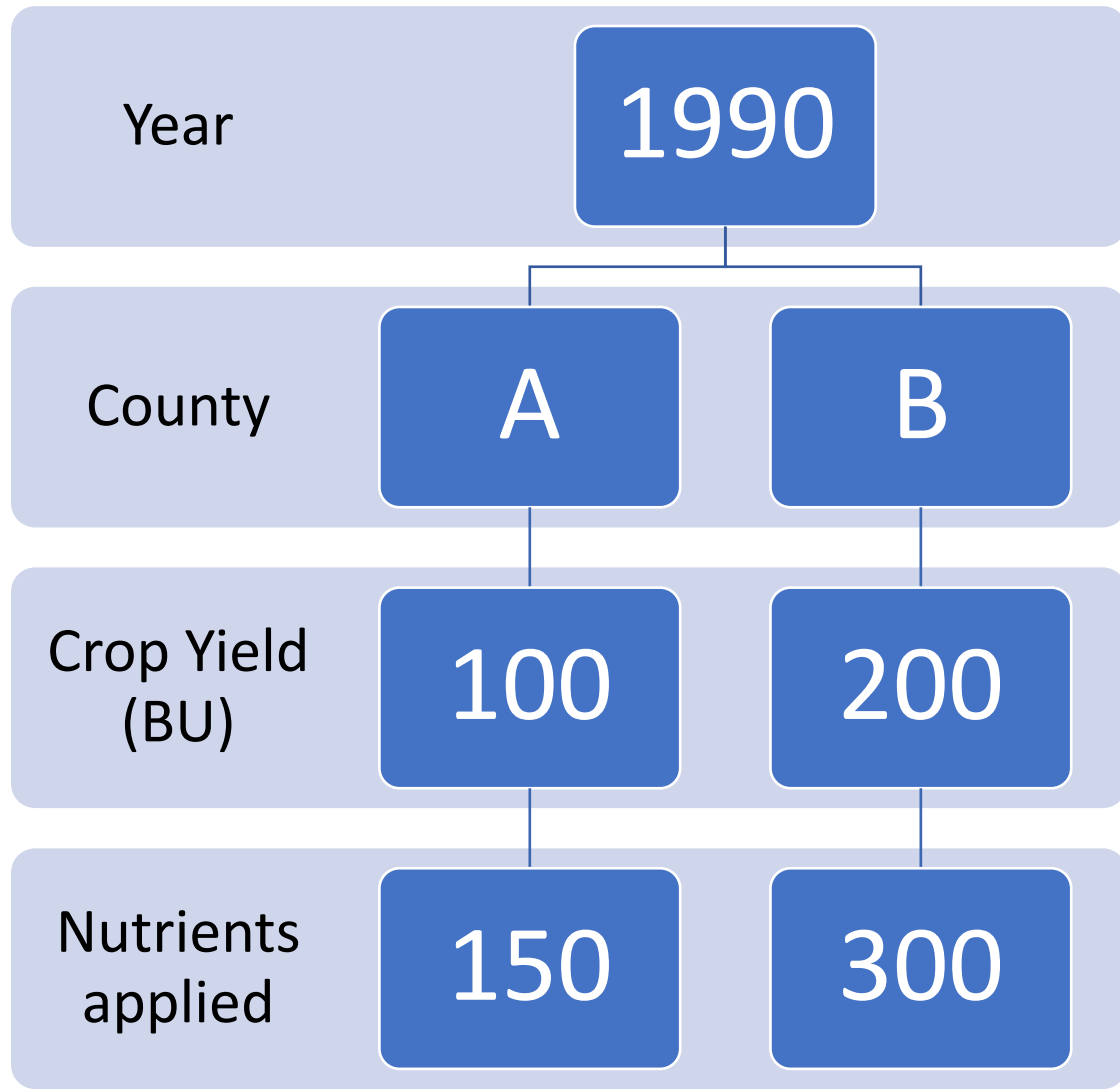 Year
1990
County
A
B
Crop Yield
(BU)
100
200
Nutrients
applied
150
300